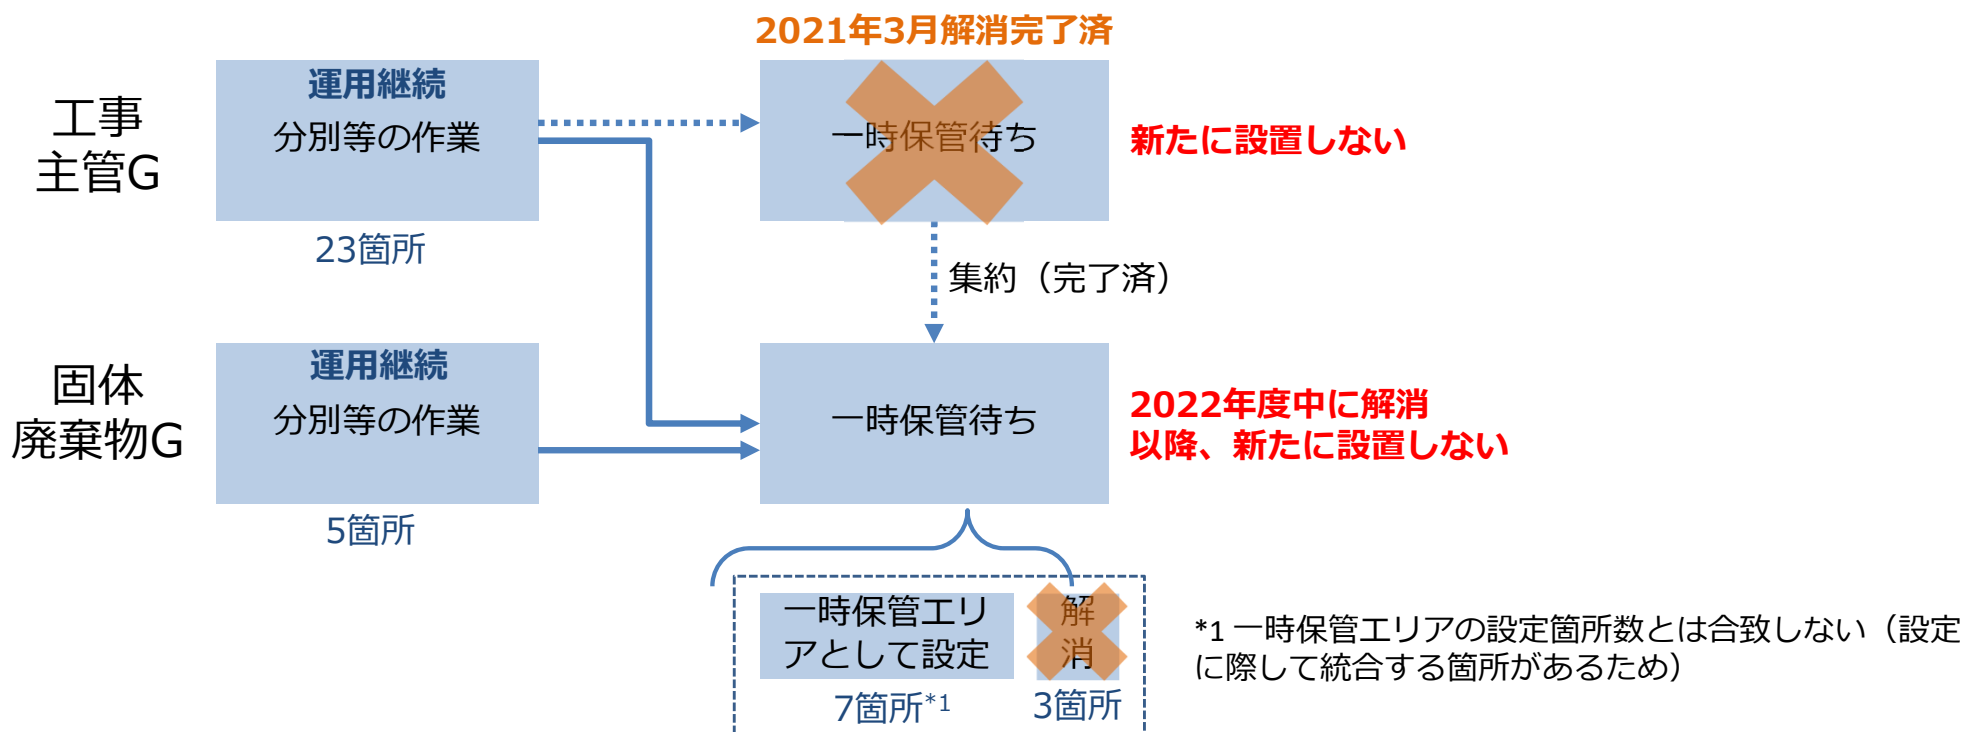 2021年3月解消完了済
工事
主管G
運用継続
分別等の作業
23箇所
一時保管待ち
新たに設置しない
集約（完了済）
固体
廃棄物G
運用継続
分別等の作業
5箇所
一時保管待ち
2022年度中に解消
以降、新たに設置しない
一時保管エリ
アとして設定
7箇所*1
解
消
3箇所
*1 一時保管エリアの設定箇所数とは合致しない（設定
に際して統合する箇所があるため）